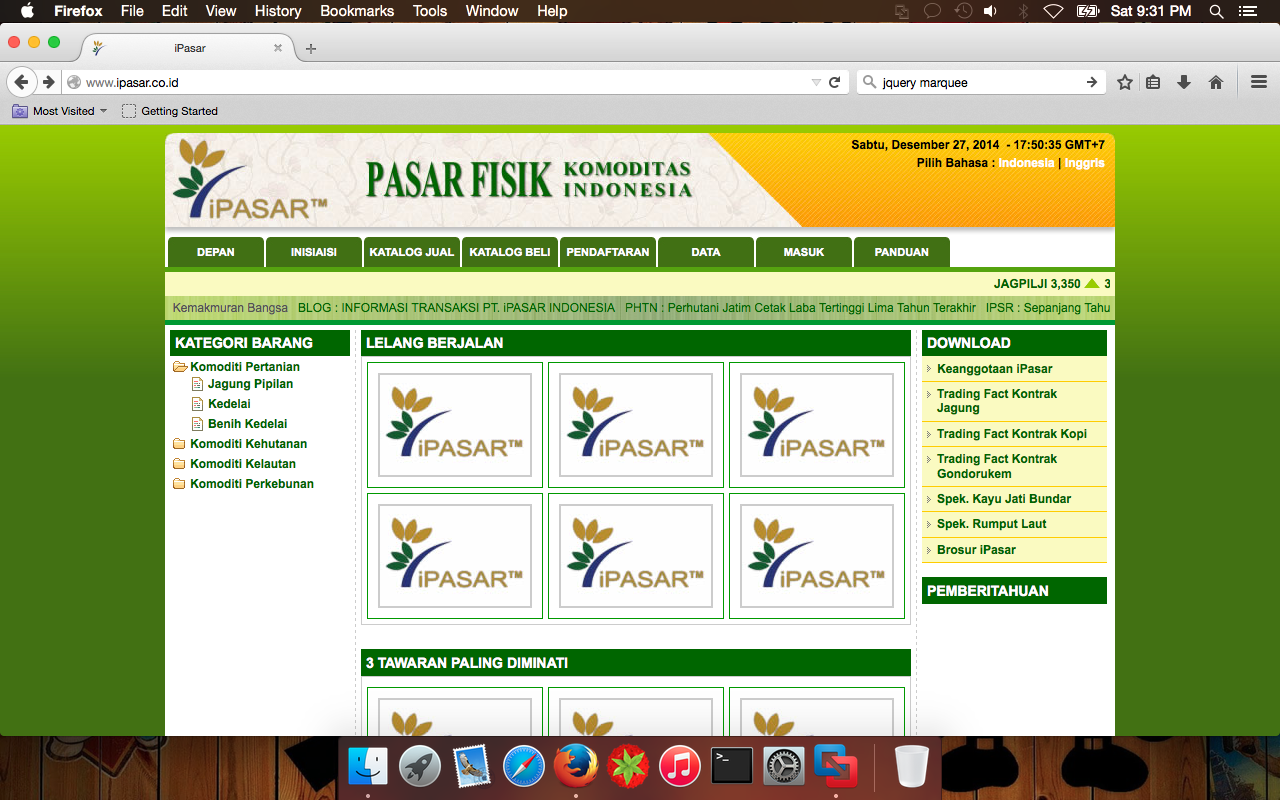 Firefox File Edit View History Bookmarks Tools Window Help Sat 9:31 PM
iPasar
www.ipasar.co.id jquery marquee
Most Visited Getting Started
Sabtu, Desember 27, 2014 - 17:50:35 GMT+7
Pilih Bahasa : Indonesia | Inggris
iPASAR™
PASAR FISIK KOMODITAS INDONESIA
DEPAN INISIAISI KATALOG JUAL KATALOG BELI PENDAFTARAN DATA MASUK PANDUAN
JAGPILJI 3,350 3
Kemakmuran Bangsa BLOG : INFORMASI TRANSAKSI PT. iPASAR INDONESIA PHTN : Perhutani Jatim Cetak Laba Tertinggi Lima Tahun Terakhir IPSR : Sepanjang Tahu
KATEGORI BARANG
Komoditi Pertanian
Jagung Pipilan
Kedelai
Benih Kedelai
Komoditi Kehutanan
Komoditi Kelautan
Komoditi Perkebunan
LELANG BERJALAN
iPASAR™ iPASAR™ iPASAR™
iPASAR™ iPASAR™ iPASAR™
3 TAWARAN PALING DIMINATI
DOWNLOAD
Keanggotaan iPasar
Trading Fact Kontrak
Jagung
Trading Fact Kontrak Kopi
Trading Fact Kontrak
Gondorukem
Spek. Kayu Jati Bundar
Spek. Rumput Laut
Brosur iPasar
PEMBERITAHUAN